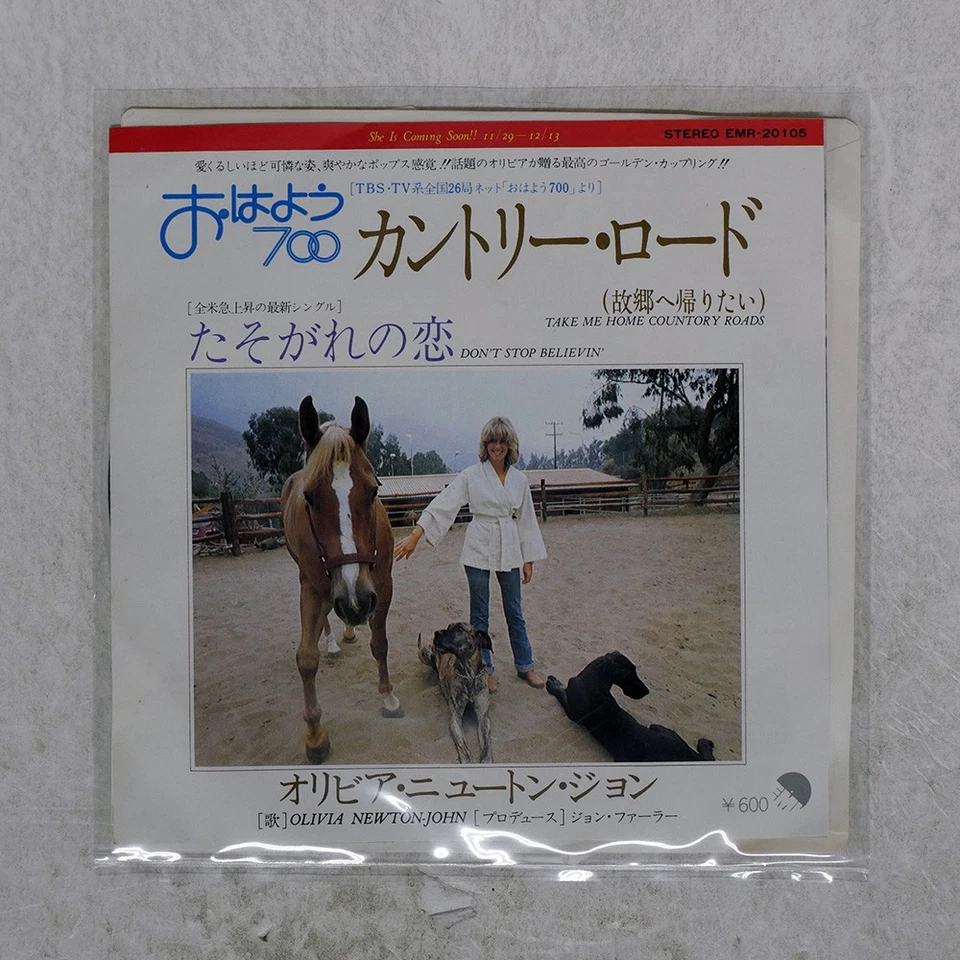 She Is Coming Soon!! 11/29－12/13
STEREO EMR-20105
愛くるしいほど可憐な姿、爽やかなポップス感覚!!話題のオリビアが贈る最高のゴールデン・カップリング!!
おはよう
700
[TBS・TV系全国26局ネット「おはよう700」より]
カントリー・ロード
(故郷へ帰りたい)
TAKE ME HOME COUNTORY ROADS
[全米急上昇の最新シングル]
たそがれの恋 DON'T STOP BELIEVIN'
オリビア・ニュートン・ジョン
[歌] OLIVIA NEWTON-JOHN [プロデュース] ジョン・ファーラー
¥600